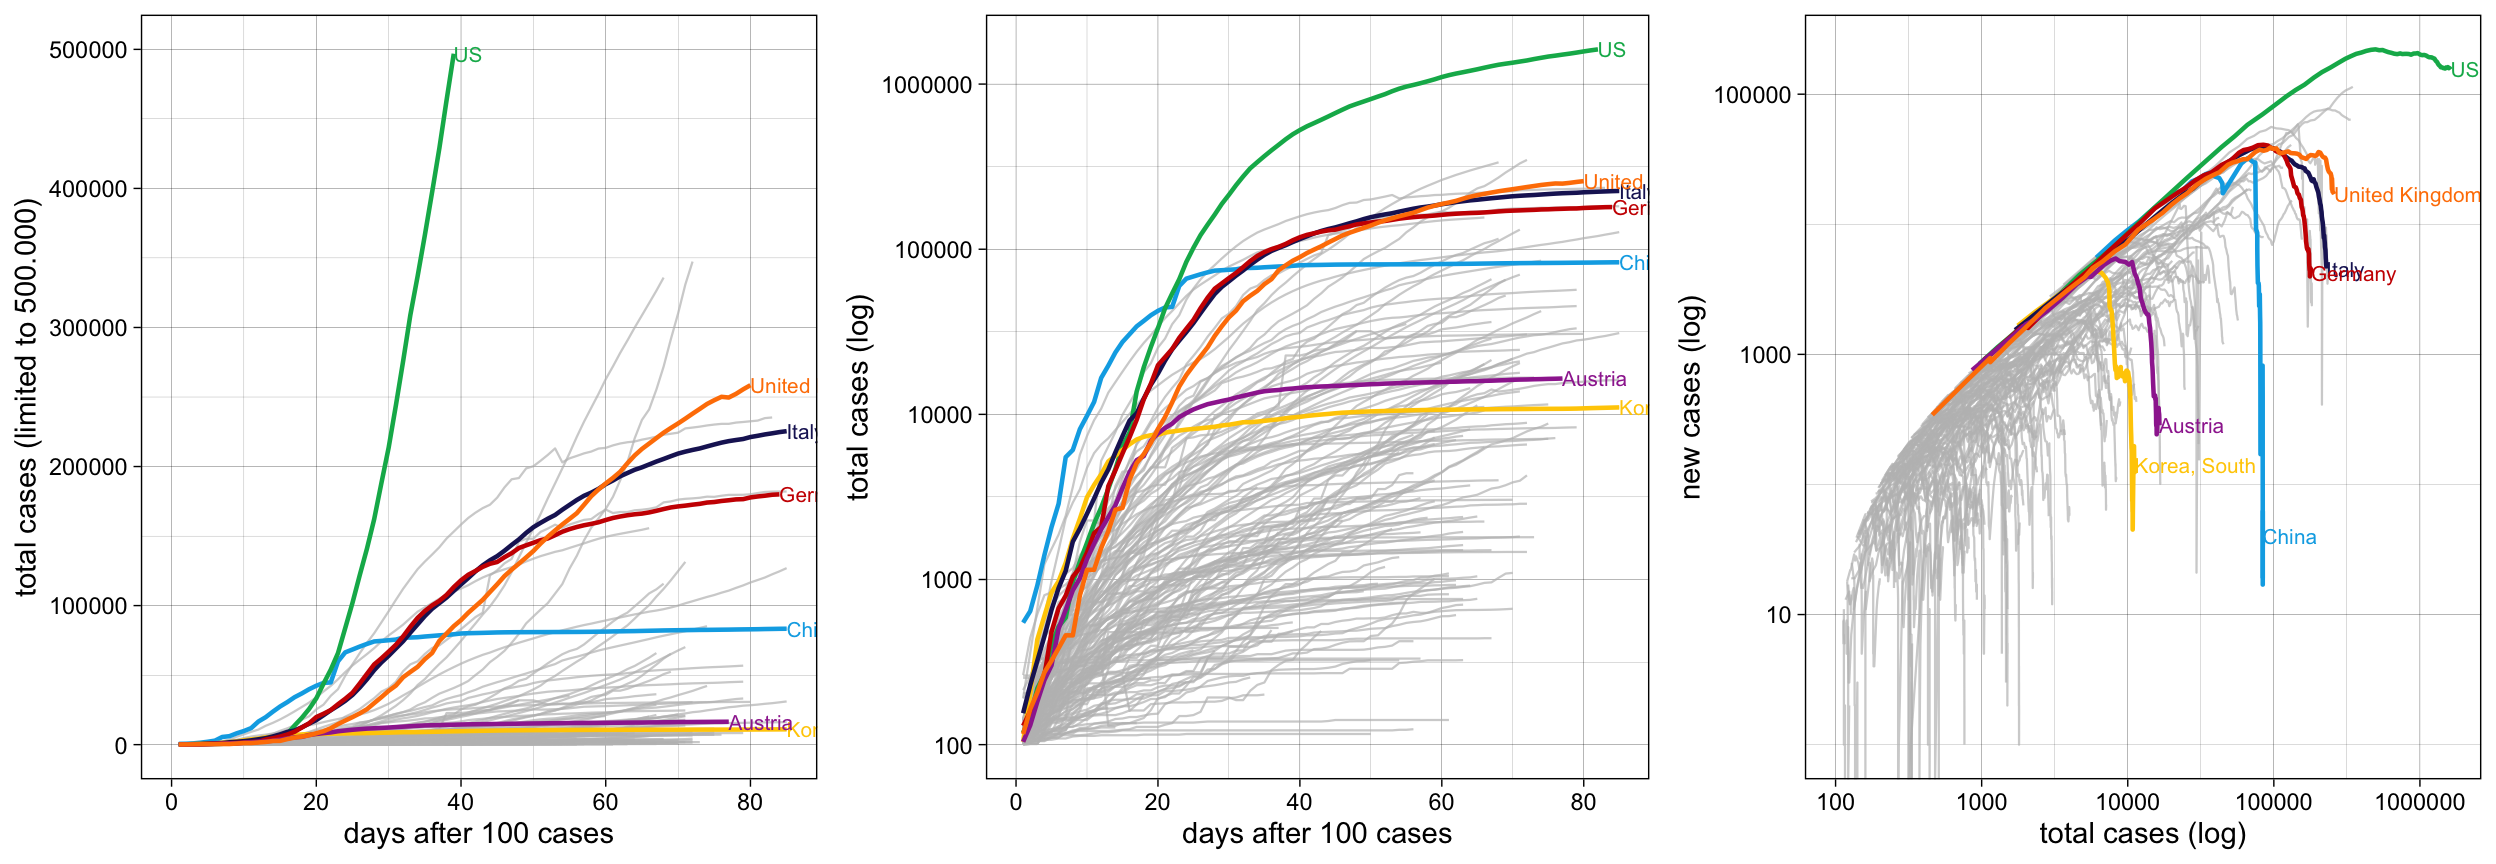 total cases (limited to 500.000)
500000
400000
300000
200000
100000
0
US
United
Italy
Ger
Chi
Austria
Kor
0 20 40 60 80
days after 100 cases
total cases (log)
1000000
100000
10000
1000
100
US
United
Ital
Ger
Chi
Austria
Kor
0 20 40 60 80
days after 100 cases
new cases (log)
100000
1000
10
US
United Kingdom
Italy
Germany
Austria
Korea, South
China
100 1000 10000 100000 1000000
total cases (log)